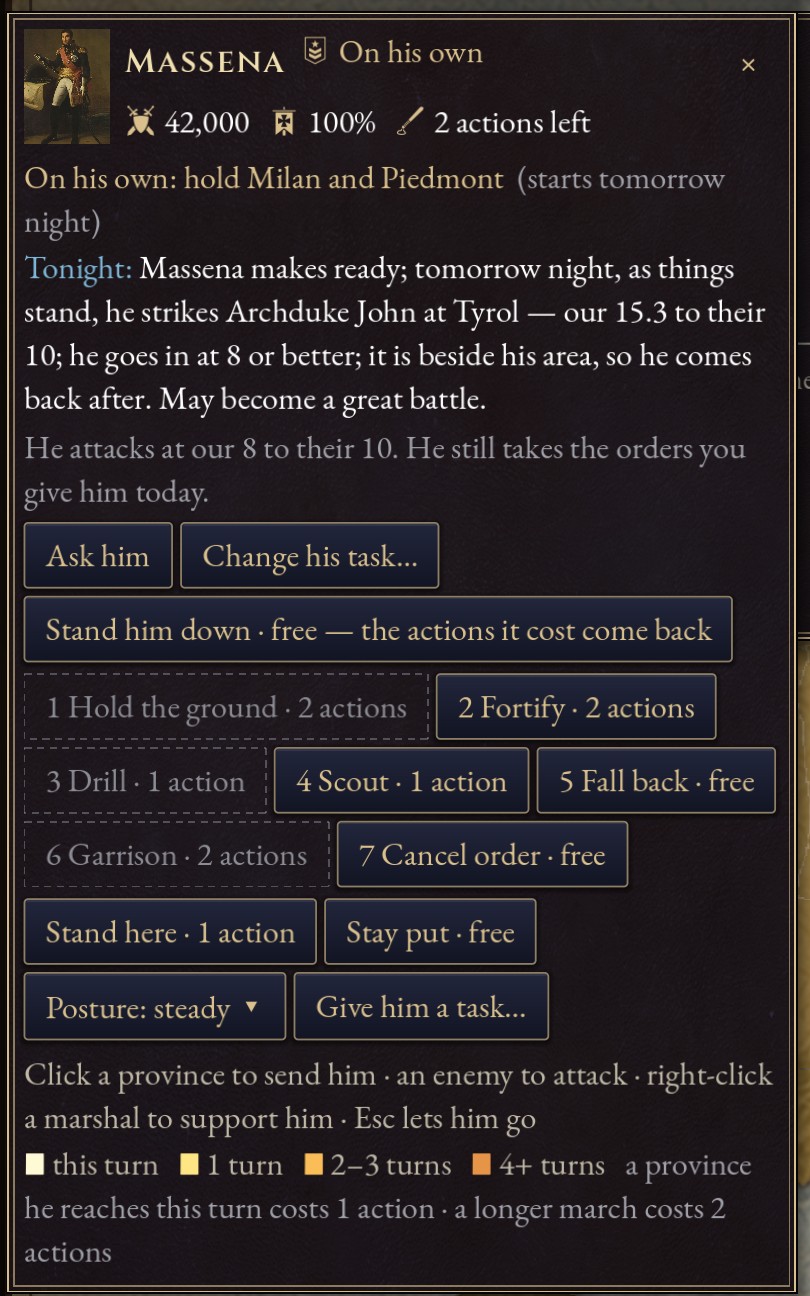 MASSENA On his own ×
42,000 100% 2 actions left
On his own: hold Milan and Piedmont (starts tomorrow
night)
Tonight: Massena makes ready; tomorrow night, as things
stand, he strikes Archduke John at Tyrol — our 15.3 to their
10; he goes in at 8 or better; it is beside his area, so he comes
back after. May become a great battle.
He attacks at our 8 to their 10. He still takes the orders you
give him today.
Ask him Change his task...
Stand him down · free — the actions it cost come back
1 Hold the ground · 2 actions 2 Fortify · 2 actions
3 Drill · 1 action 4 Scout · 1 action 5 Fall back · free
6 Garrison · 2 actions 7 Cancel order · free
Stand here · 1 action Stay put · free
Posture: steady ▼ Give him a task...
Click a province to send him · an enemy to attack · right-click
a marshal to support him · Esc lets him go
this turn 1 turn 2–3 turns 4+ turns a province
he reaches this turn costs 1 action · a longer march costs 2
actions